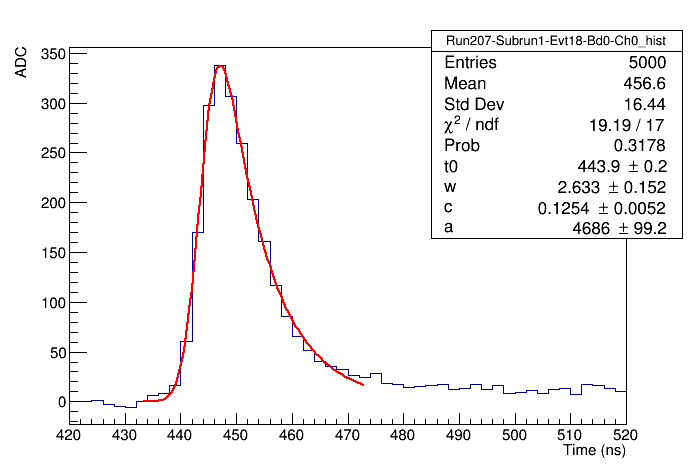 Run207-Subrun1-Evt18-Bd0-Ch0_hist
Entries 5000
Mean 456.6
Std Dev 16.44
χ² / ndf 19.19 / 17
Prob 0.3178
t0 443.9 ± 0.2
w 2.633 ± 0.152
c 0.1254 ± 0.0052
a 4686 ± 99.2
ADC
350
300
250
200
150
100
50
0
420 430 440 450 460 470 480 490 500 510 520
Time (ns)